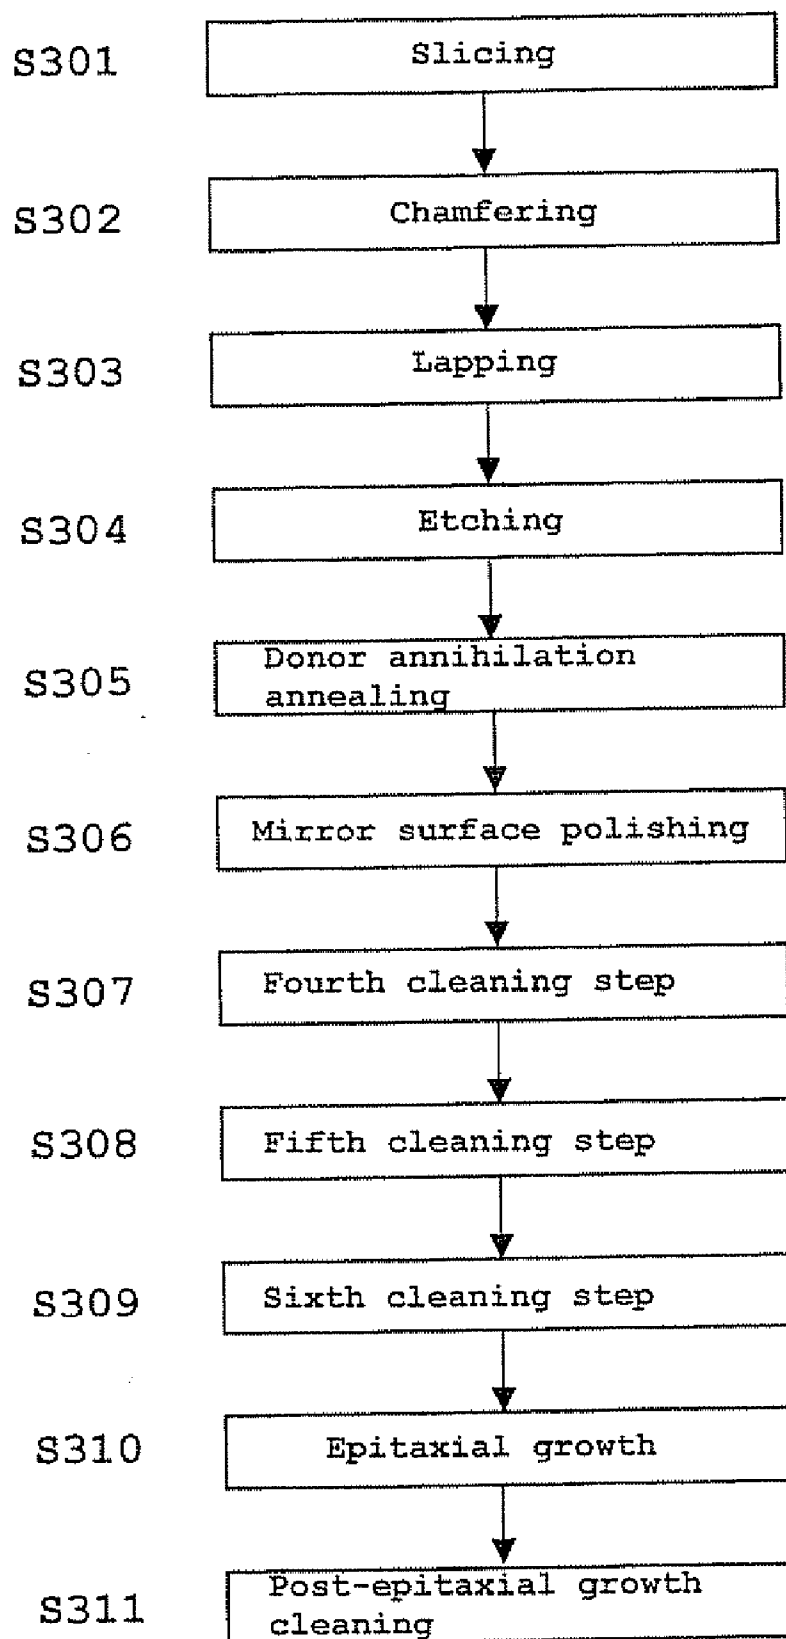 S301 Slicing
S302 Chamfering
S303 Lapping
S304 Etching
S305 Donor annihilation
annealing
S306 Mirror surface polishing
S307 Fourth cleaning step
S308 Fifth cleaning step
S309 Sixth cleaning step
S310 Epitaxial growth
S311 Post-epitaxial growth
cleaning